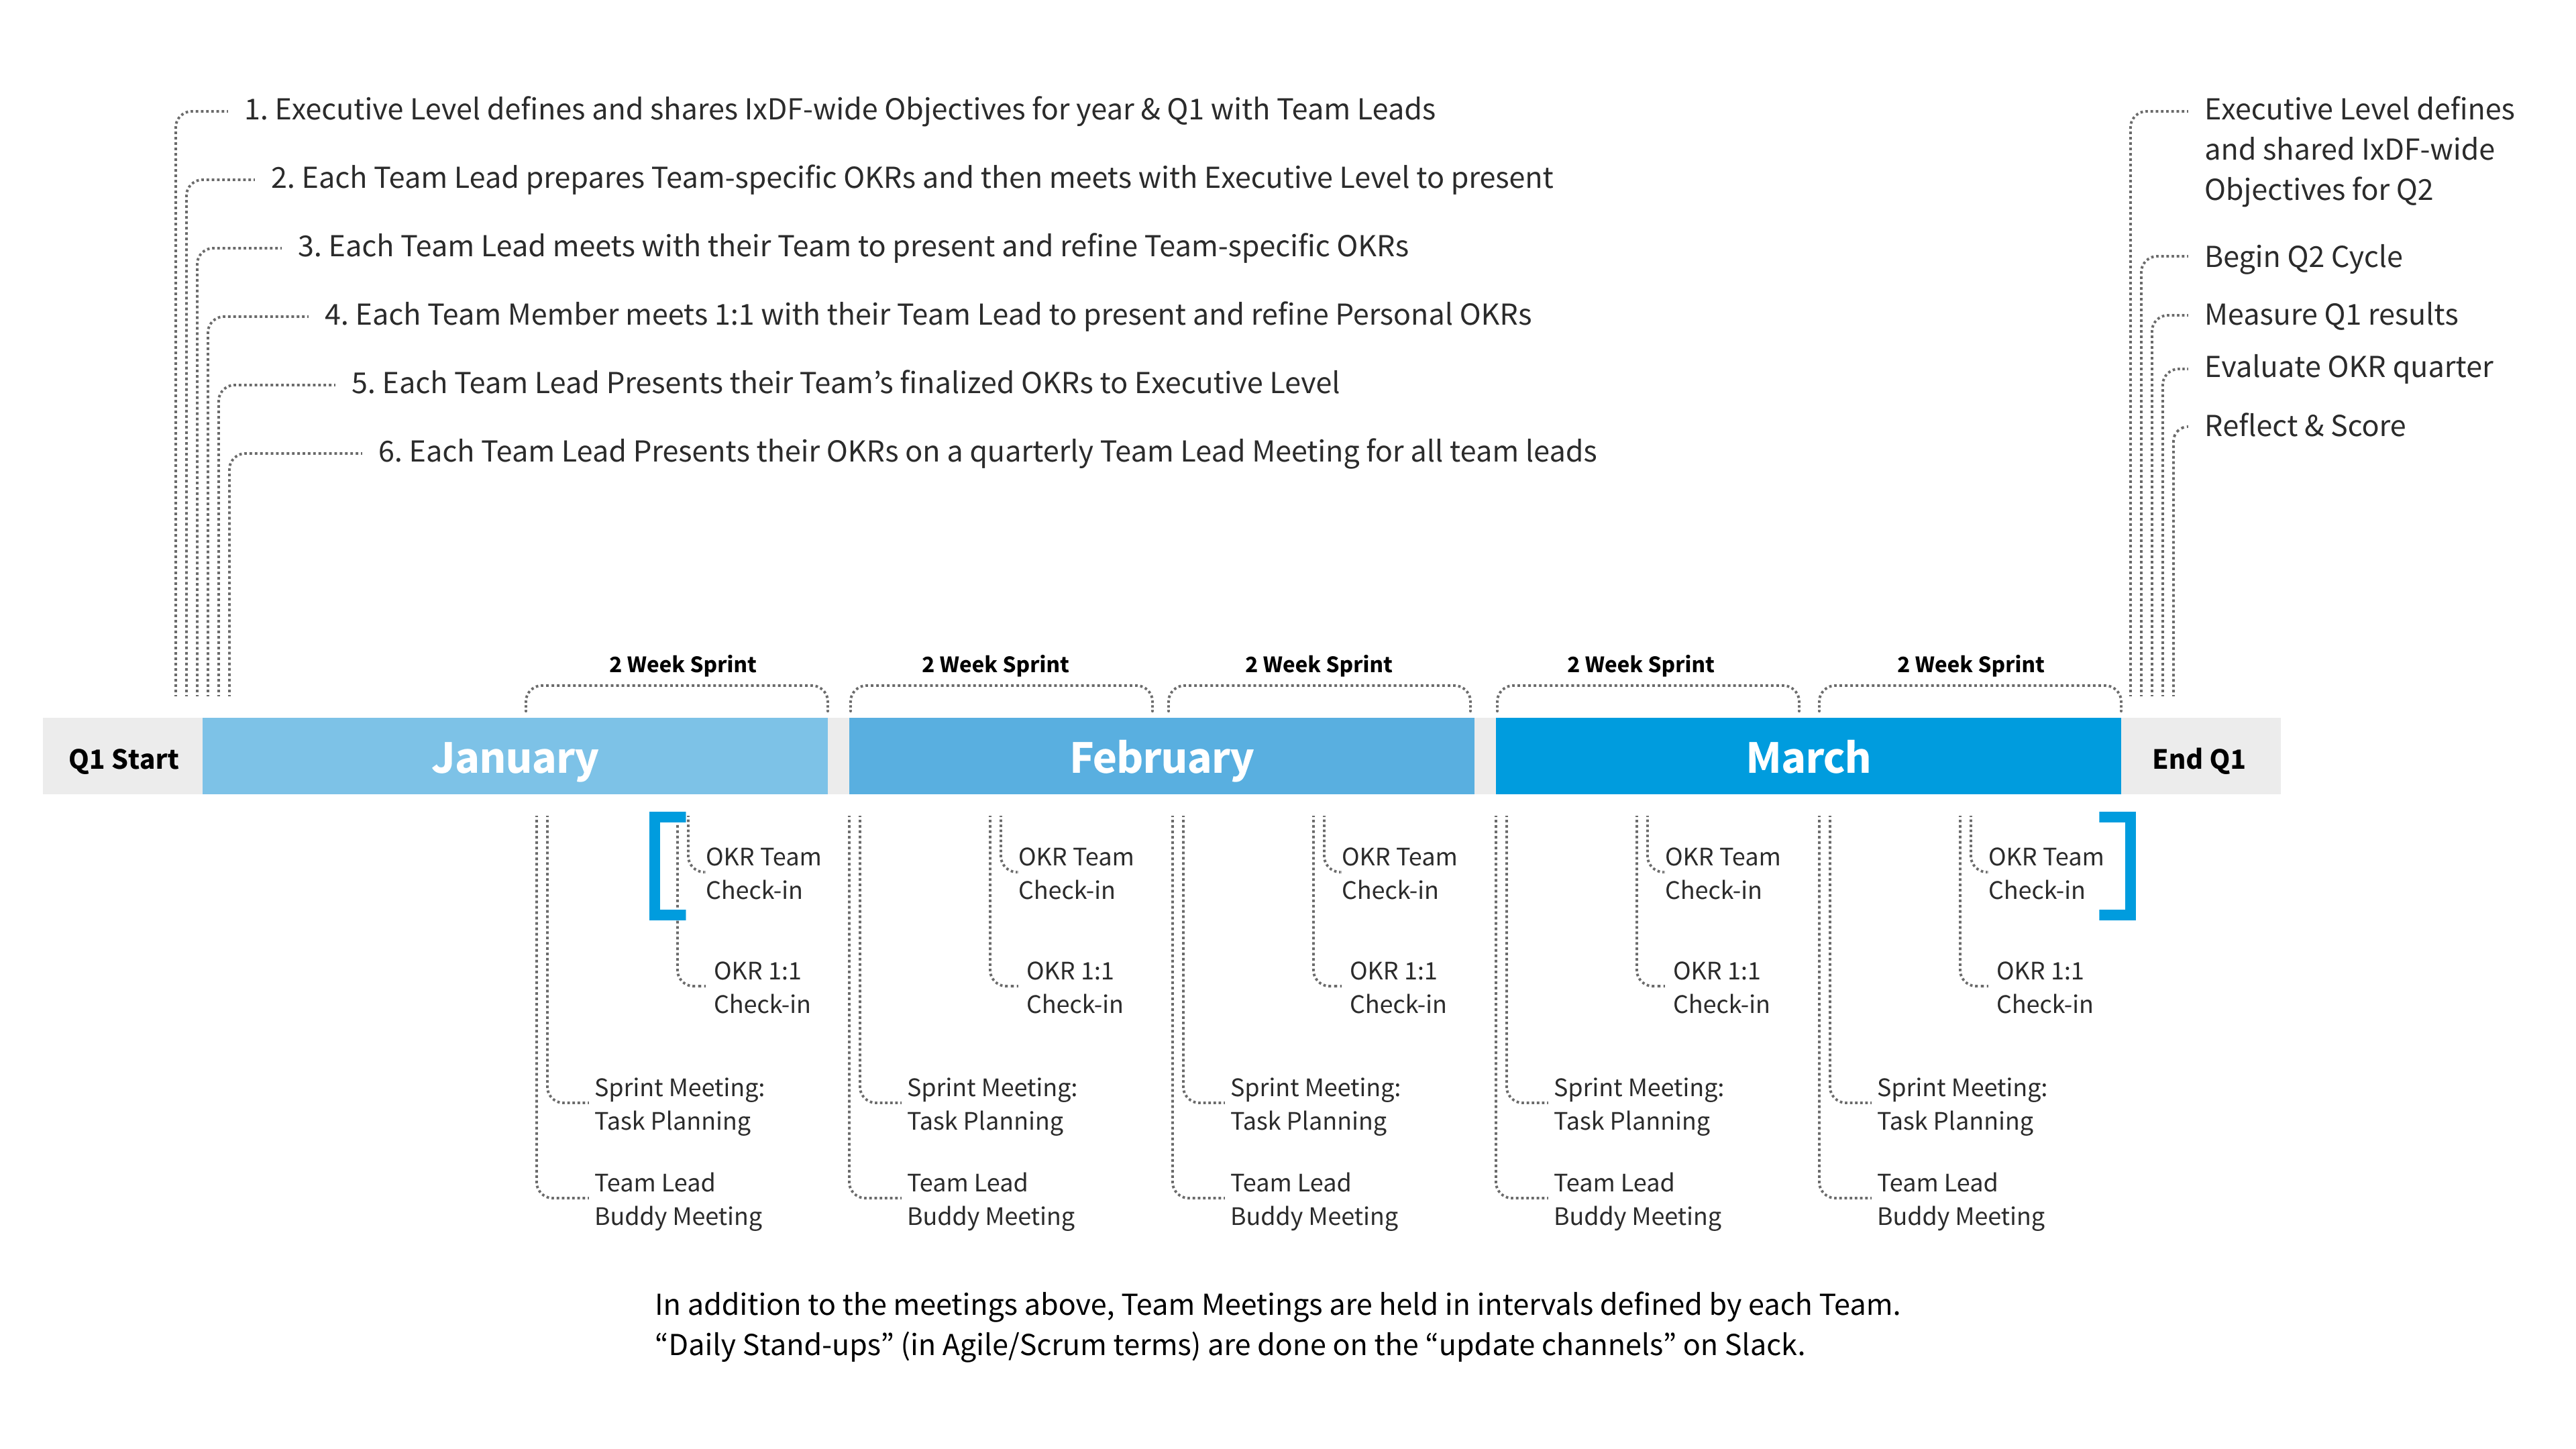 1. Executive Level defines and shares IxDF-wide Objectives for year & Q1 with Team Leads
2. Each Team Lead prepares Team-specific OKRs and then meets with Executive Level to present
3. Each Team Lead meets with their Team to present and refine Team-specific OKRs
4. Each Team Member meets 1:1 with their Team Lead to present and refine Personal OKRs
5. Each Team Lead Presents their Team’s finalized OKRs to Executive Level
6. Each Team Lead Presents their OKRs on a quarterly Team Lead Meeting for all team leads
Executive Level defines
and shared IxDF-wide
Objectives for Q2
Begin Q2 Cycle
Measure Q1 results
Evaluate OKR quarter
Reflect & Score
2 Week Sprint
2 Week Sprint
2 Week Sprint
2 Week Sprint
2 Week Sprint
Q1 Start
January
February
March
End Q1
OKR Team
Check-in
OKR Team
Check-in
OKR Team
Check-in
OKR Team
Check-in
OKR Team
Check-in
OKR 1:1
Check-in
OKR 1:1
Check-in
OKR 1:1
Check-in
OKR 1:1
Check-in
OKR 1:1
Check-in
Sprint Meeting:
Task Planning
Sprint Meeting:
Task Planning
Sprint Meeting:
Task Planning
Sprint Meeting:
Task Planning
Sprint Meeting:
Task Planning
Team Lead
Buddy Meeting
Team Lead
Buddy Meeting
Team Lead
Buddy Meeting
Team Lead
Buddy Meeting
Team Lead
Buddy Meeting
In addition to the meetings above, Team Meetings are held in intervals defined by each Team.
“Daily Stand-ups” (in Agile/Scrum terms) are done on the “update channels” on Slack.